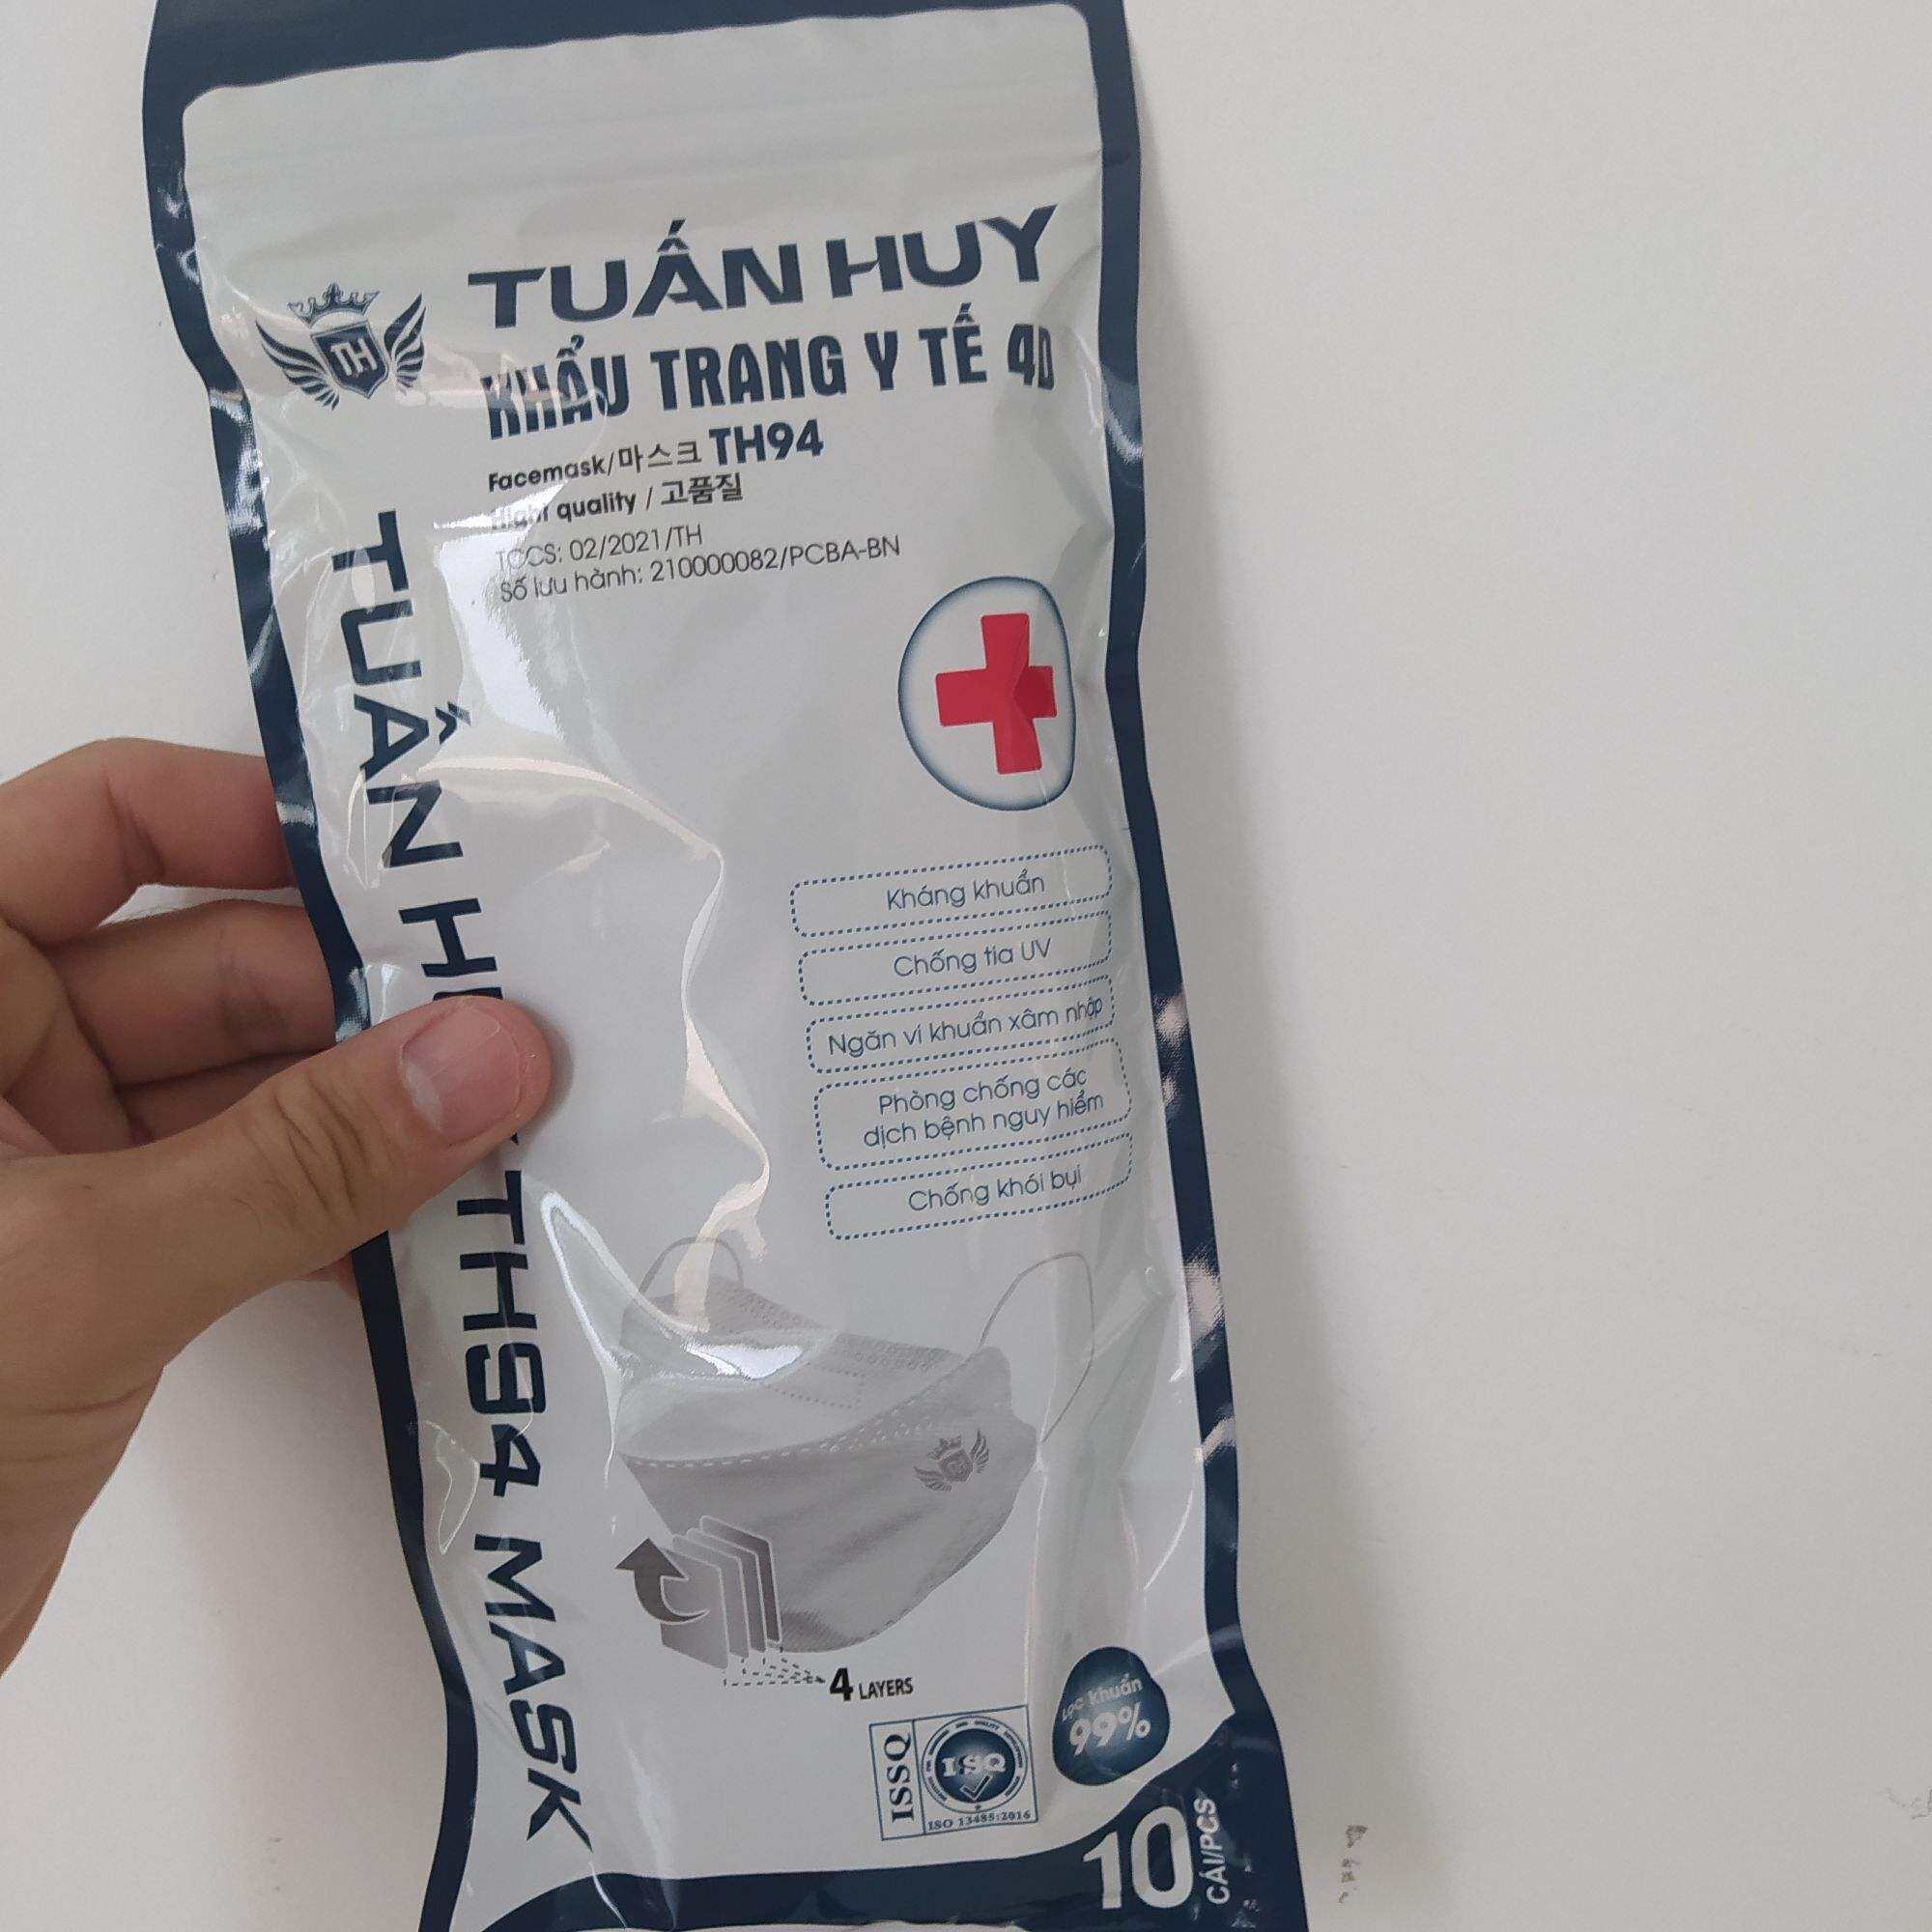 TUẤN HUY
KHẨU TRANG Y TẾ 4D
Facemask/마스크 TH94
quality / 고품질
TCCS: 02/2021/TH
Số lưu hành: 210000082/PCBA-BN
TH
TUẤN H TH94 MASK
Kháng khuẩn
Chống tia UV
Ngăn vi khuẩn xâm nhập
Phòng chống các
dịch bệnh nguy hiểm
Chống khói bụi
4 LAYERS
ISSQ
ISSQ
ISO 13485:2016
Lọc khuẩn
99%
10
CÁI/PCS